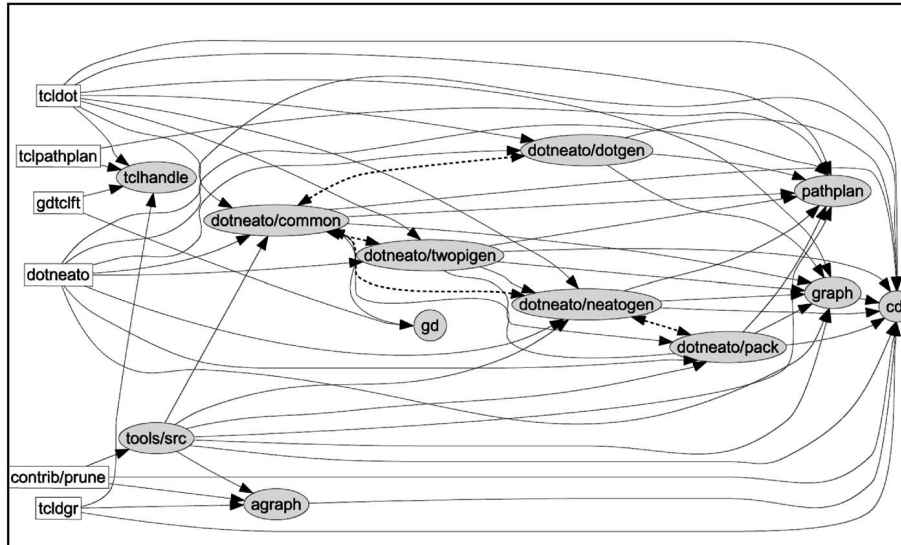 tcldot
tclpathplan
dotneato/dotgen
tclhandle
pathplan
gdtclft
dotneato/common
dotneato/twopigen
dotneato
graph
dotneato/neatogen
cd
gd
dotneato/pack
tools/src
contrib/prune
agraph
tcldgr